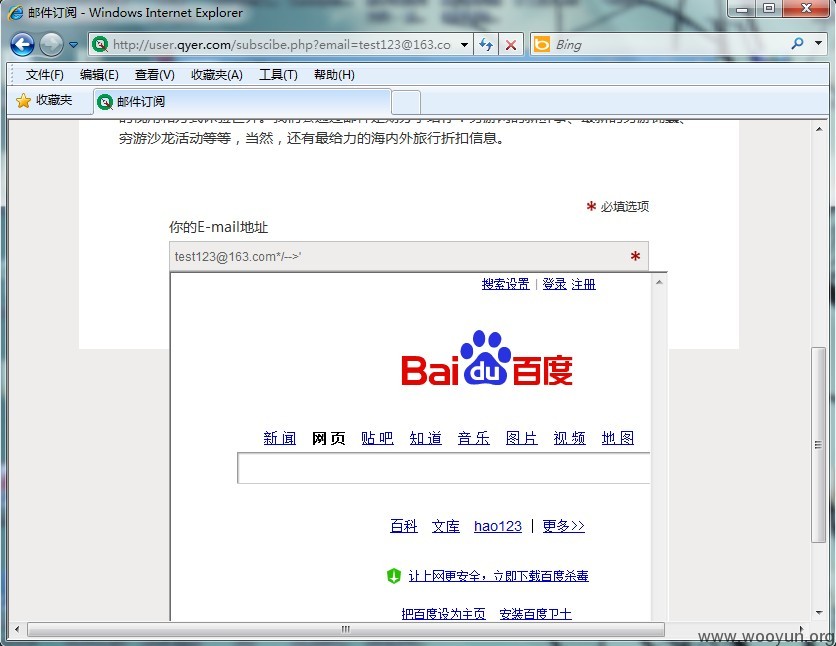 邮件订阅 - Windows Internet Explorer
http://user.qyer.com/subscibe.php?email=test123@163.co
Bing
文件(F) 编辑(E) 查看(V) 收藏夹(A) 工具(T) 帮助(H)
收藏夹 邮件订阅
穷游沙龙活动等等，当然，还有最给力的海内外旅行折扣信息。
* 必填选项
你的E-mail地址
test123@163.com*/-->' *
搜索设置 | 登录 注册
Bai du 百度
新闻 网页 贴吧 知道 音乐 图片 视频 地图
百科 文库 hao123 | 更多>>
让上网更安全，立即下载百度杀毒
把百度设为主页 安装百度卫士
www.wooyun.org